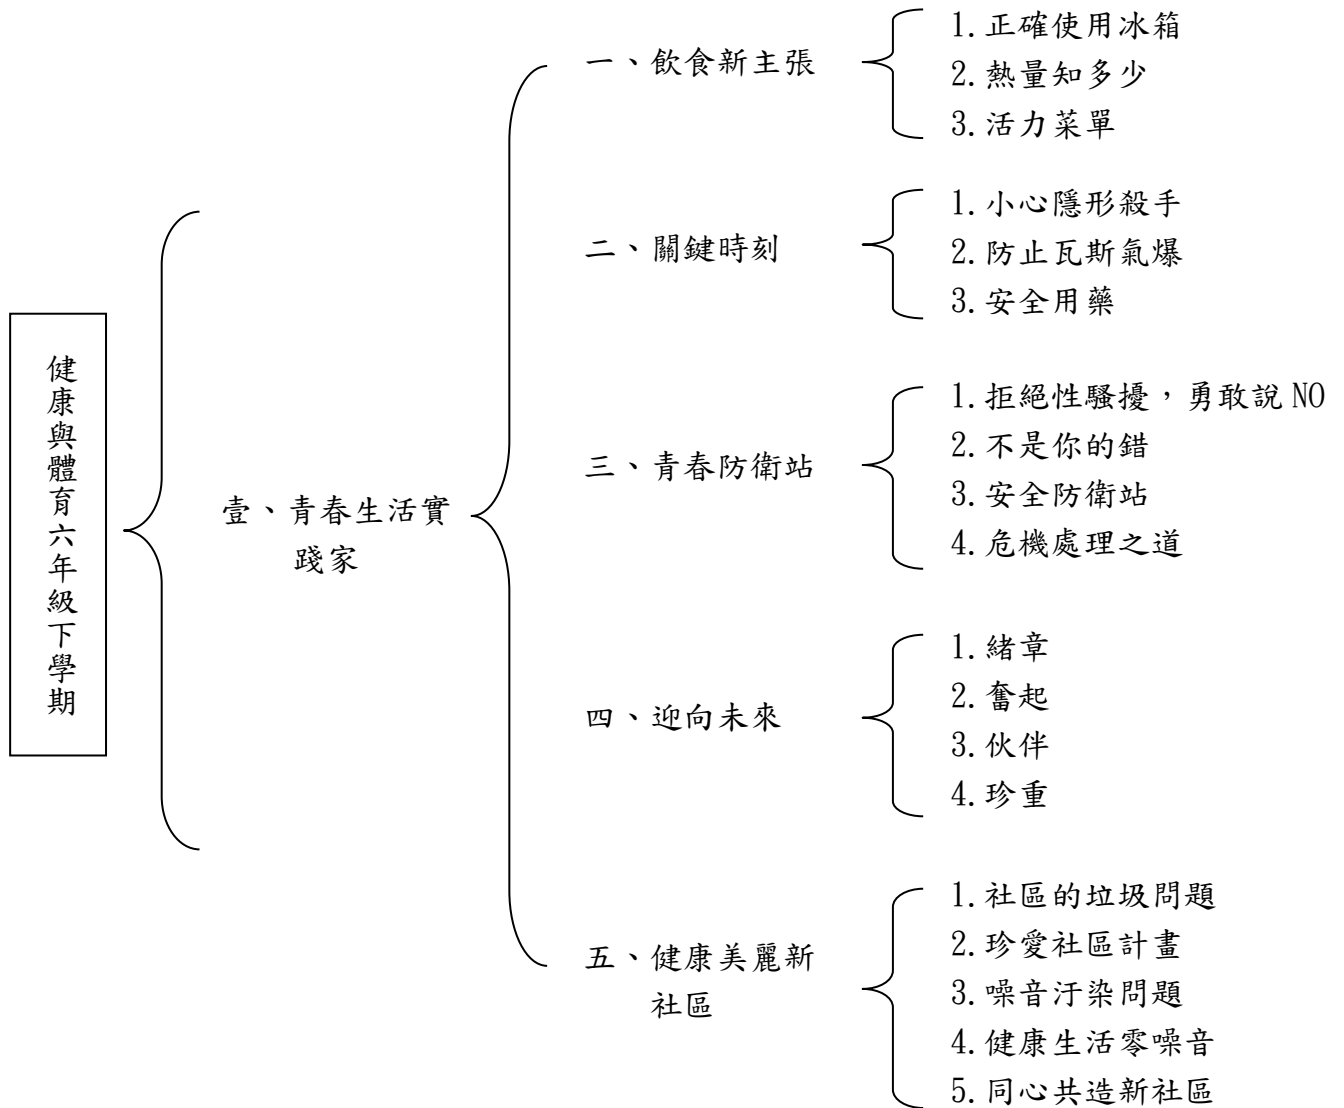 健康與體育六年級下學期
壹、青春生活實
踐家
一、飲食新主張
1.正確使用冰箱
2.熱量知多少
3.活力菜單
二、關鍵時刻
1.小心隱形殺手
2.防止瓦斯氣爆
3.安全用藥
三、青春防衛站
1.拒絕性騷擾，勇敢說 NO
2.不是你的錯
3.安全防衛站
4.危機處理之道
四、迎向未來
1.緒章
2.奮起
3.伙伴
4.珍重
五、健康美麗新
社區
1.社區的垃圾問題
2.珍愛社區計畫
3.噪音汙染問題
4.健康生活零噪音
5.同心共造新社區